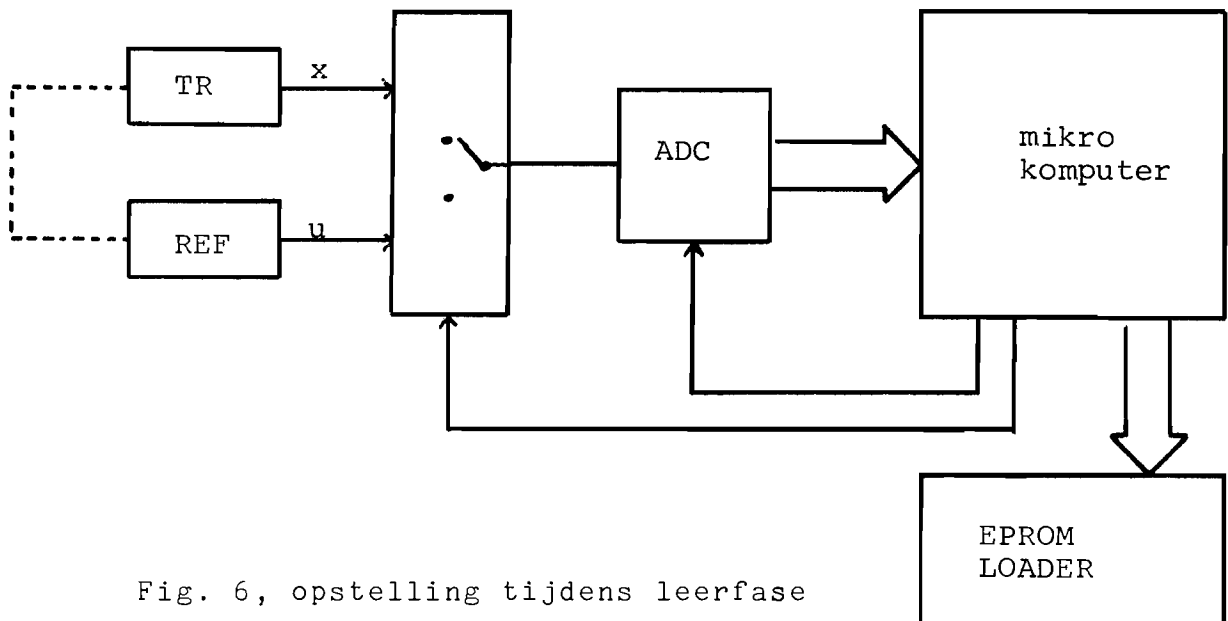 TR
x
REF
u
ADC
mikro
komputer
EPROM
LOADER
Fig. 6, opstelling tijdens leerfase